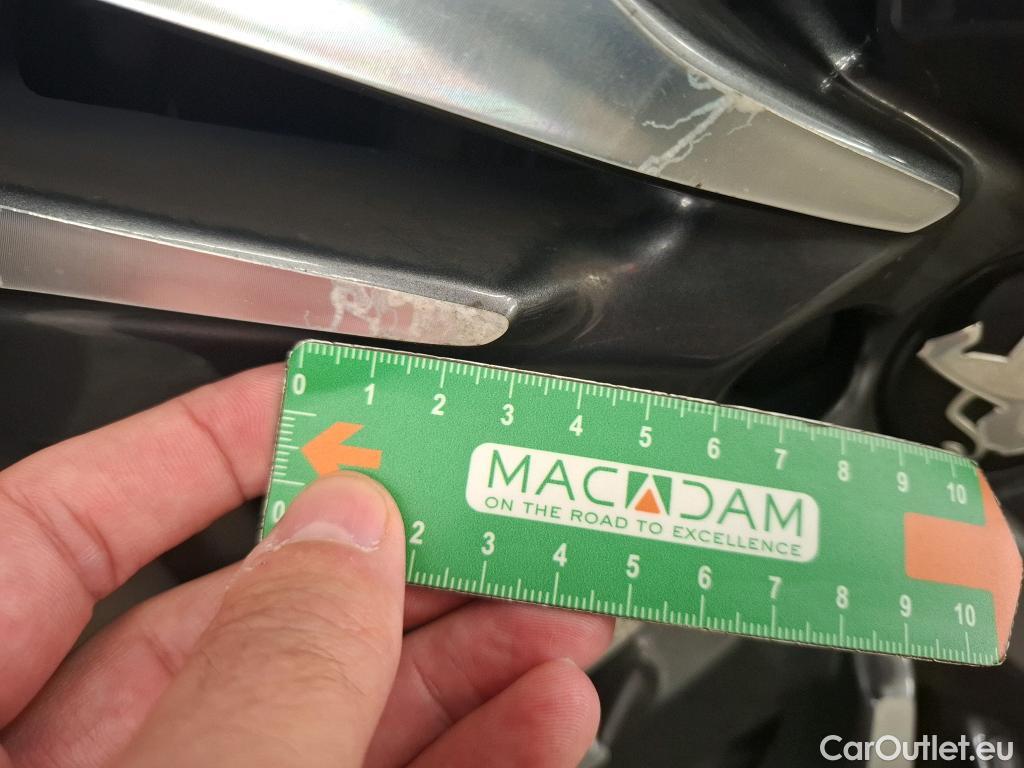 0 1 2 3 4 5 6 7 8 9 10
MACADAM
ON THE ROAD TO EXCELLENCE
0 2 3 4 5 6 7 8 9 10
CarOutlet.eu